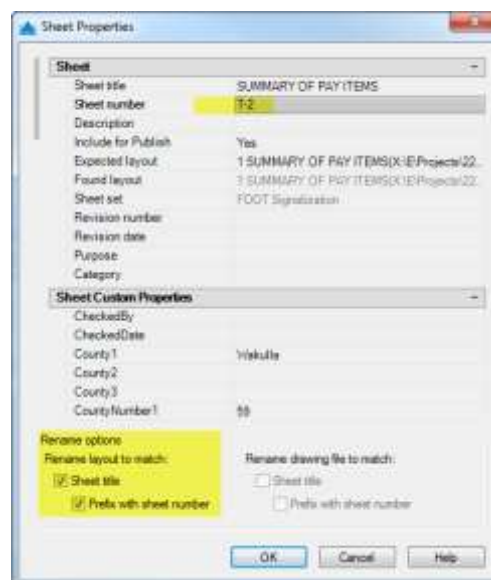 Sheet Properties
Sheet
Sheet title SUMMARY OF PAY ITEMS
Sheet number T-2
Description
Include for Publish Yes
Expected layout 1 SUMMARY OF PAY ITEMS(X:\E\Projects\22..
Found layout 1 SUMMARY OF PAY ITEMS(X:\E\Projects\22..
Sheet set FDOT Signalization
Revision number
Revision date
Purpose
Category
Sheet Custom Properties
CheckedBy
CheckedDate
County1 Wakulla
County2
County3
CountyNumber1 59
Rename options
Rename layout to match: Rename drawing file to match:
Sheet title Sheet title
Prefix with sheet number Prefix with sheet number
OK Cancel Help